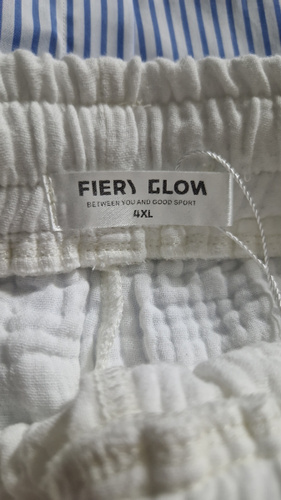 FIERY GLOW
BETWEEN YOU AND GOOD SPORT
4XL